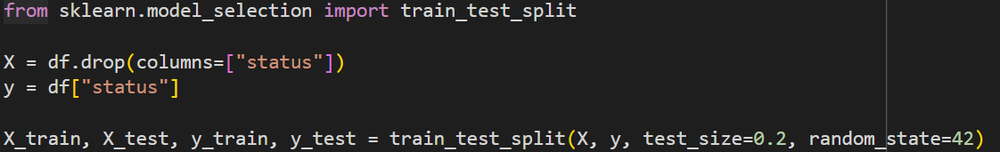 from sklearn.model_selection import train_test_split
X = df.drop(columns=["status"])
y = df["status"]
X_train, X_test, y_train, y_test = train_test_split(X, y, test_size=0.2, random_state=42)